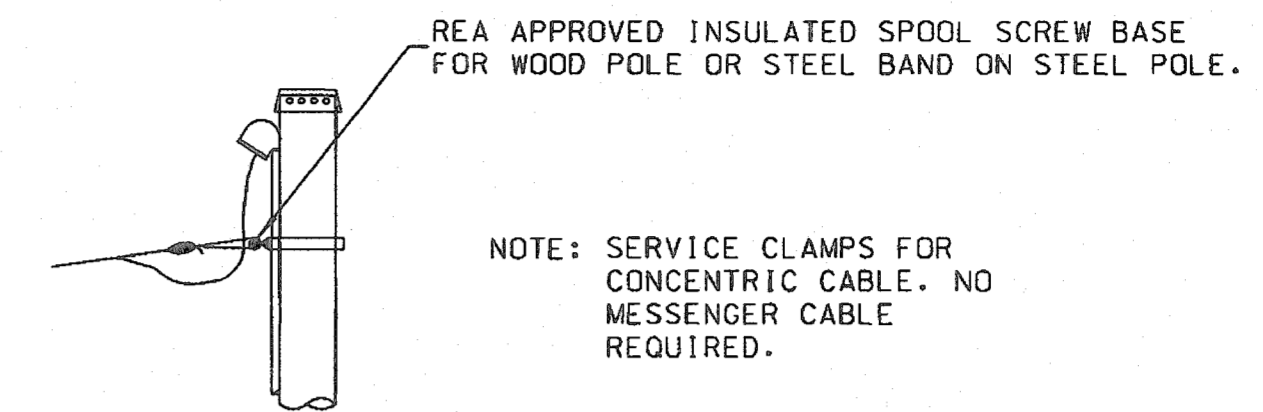 REA APPROVED INSULATED SPOOL SCREW BASE
FOR WOOD POLE OR STEEL BAND ON STEEL POLE.
NOTE: SERVICE CLAMPS FOR
CONCENTRIC CABLE. NO
MESSENGER CABLE
REQUIRED.